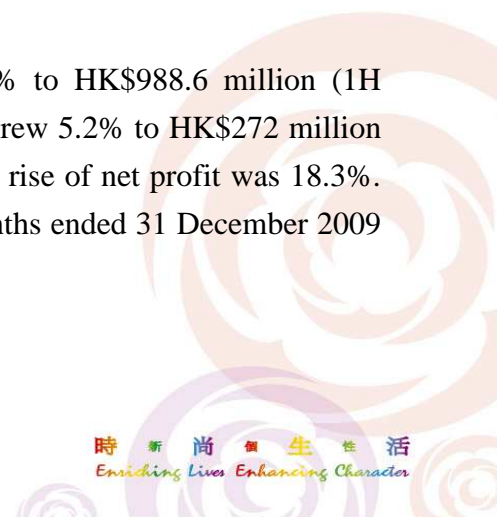 % to HK$988.6 million (1H
rew 5.2% to HK$272 million
rise of net profit was 18.3%.
nths ended 31 December 2009
時 新 尚 個 生 性 活
Enriching Lives Enhancing Character